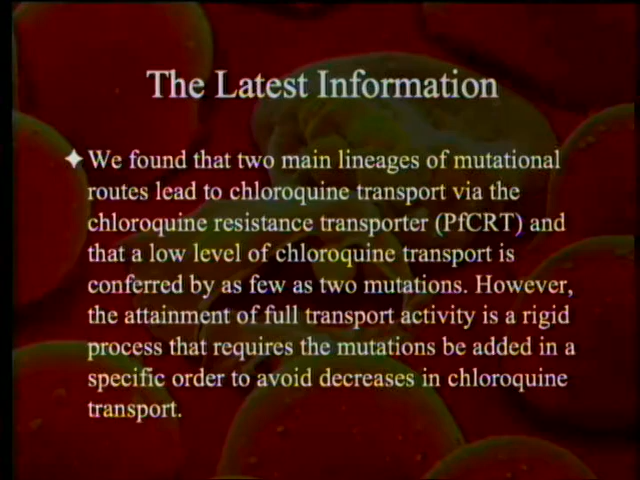 The Latest Information
We found that two main lineages of mutational
routes lead to chloroquine transport via the
chloroquine resistance transporter (PfCRT) and
that a low level of chloroquine transport is
conferred by as few as two mutations. However,
the attainment of full transport activity is a rigid
process that requires the mutations be added in a
specific order to avoid decreases in chloroquine
transport.